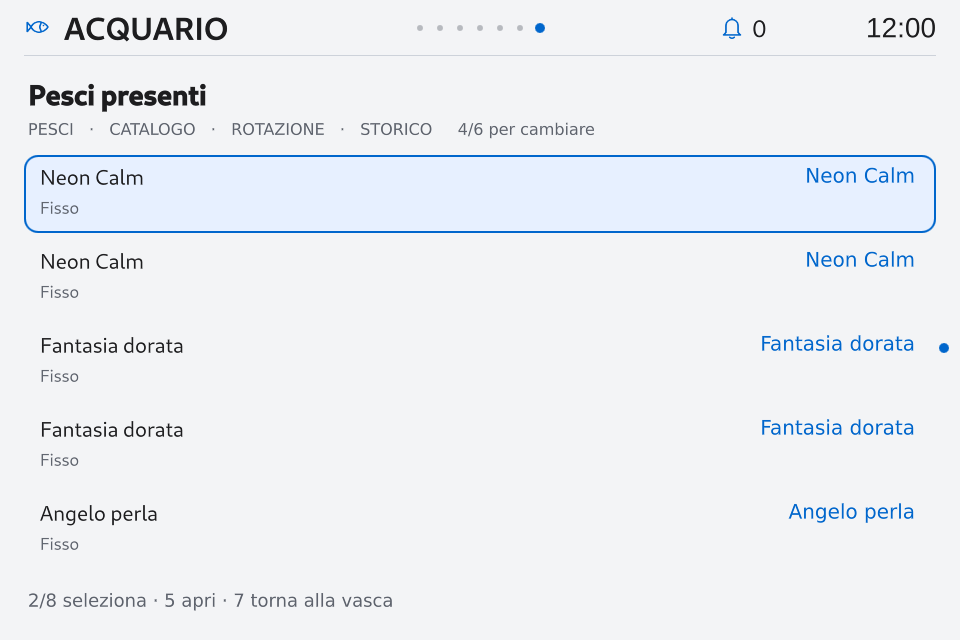 ACQUARIO 0 12:00
Pesci presenti
PESCI · CATALOGO · ROTAZIONE · STORICO 4/6 per cambiare
Neon Calm Neon Calm
Fisso
Neon Calm Neon Calm
Fisso
Fantasia dorata Fantasia dorata
Fisso
Fantasia dorata Fantasia dorata
Fisso
Angelo perla Angelo perla
Fisso
2/8 seleziona · 5 apri · 7 torna alla vasca